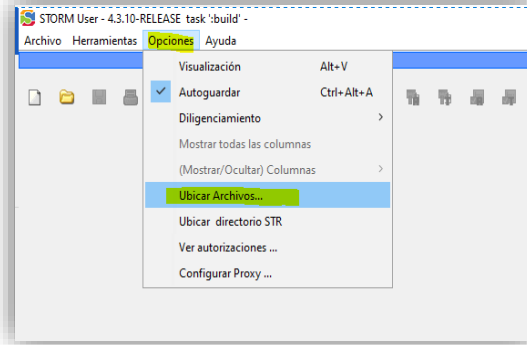 STORM User - 4.3.10-RELEASE task ':build' -
Archivo Herramientas Opciones Ayuda
Visualización Alt+V
Autoguardar Ctrl+Alt+A
Diligenciamiento
Mostrar todas las columnas
(Mostrar/Ocultar) Columnas
Ubicar Archivos...
Ubicar directorio STR
Ver autorizaciones ...
Configurar Proxy ...